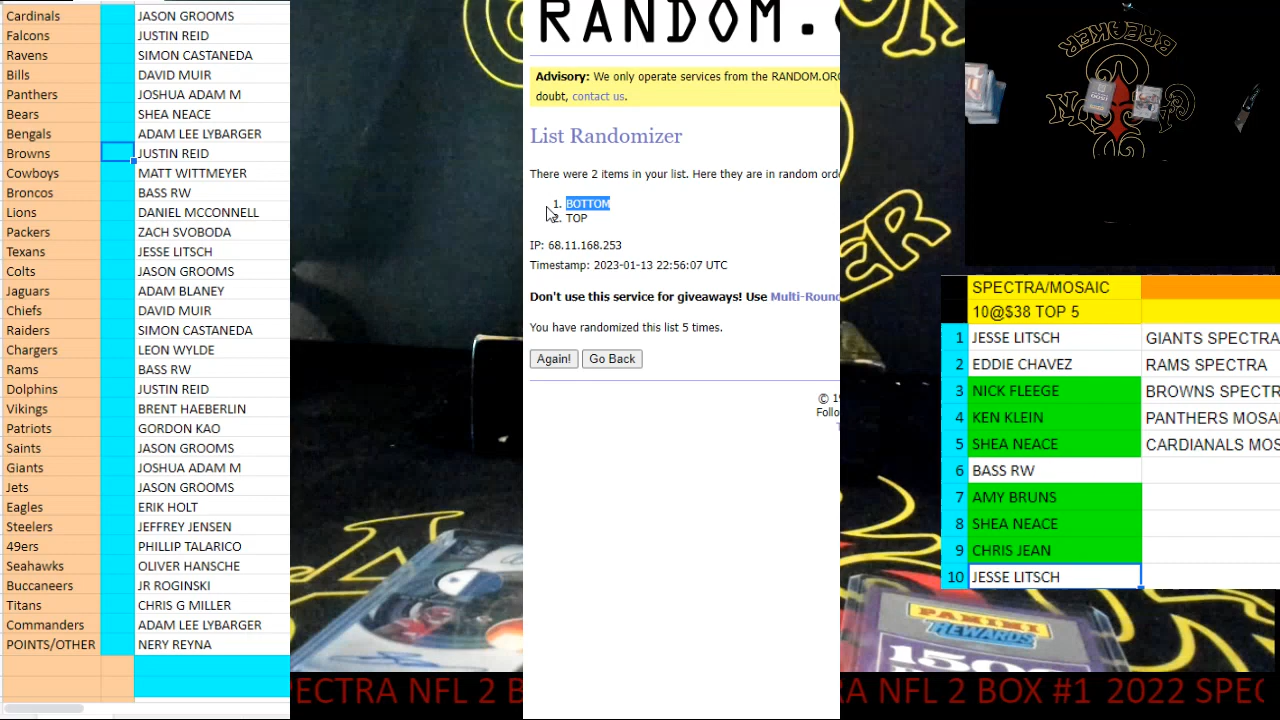 Cardinals JASON GROOMS
Falcons JUSTIN REID
Ravens SIMON CASTANEDA
Bills DAVID MUIR
Panthers JOSHUA ADAM M
Bears SHEA NEACE
Bengals ADAM LEE LYBARGER
Browns JUSTIN REID
Cowboys MATT WITTMEYER
Broncos BASS RW
Lions DANIEL MCCONNELL
Packers ZACH SVOBODA
Texans JESSE LITSCH
Colts JASON GROOMS
Jaguars ADAM BLANEY
Chiefs DAVID MUIR
Raiders SIMON CASTANEDA
Chargers LEON WYLDE
Rams BASS RW
Dolphins JUSTIN REID
Vikings BRENT HAEBERLIN
Patriots GORDON KAO
Saints JASON GROOMS
Giants JOSHUA ADAM M
Jets JASON GROOMS
Eagles ERIK HOLT
Steelers JEFFREY JENSEN
49ers PHILLIP TALARICO
Seahawks OLIVER HANSCHE
Buccaneers JR ROGINSKI
Titans CHRIS G MILLER
Commanders ADAM LEE LYBARGER
POINTS/OTHER NERY REYNA
RANDOM.
Advisory: We only operate services from the RANDOM.ORG
doubt, contact us.
List Randomizer
There were 2 items in your list. Here they are in random
1. BOTTOM
2. TOP
IP: 68.11.168.253
Timestamp: 2023-01-13 22:56:07 UTC
Don't use this service for giveaways! Use Multi-Round
You have randomized this list 5 times.
Again! Go Back
©
BREAKER
SPECTRA/MOSAIC
10@$38 TOP 5
1 JESSE LITSCH GIANTS SPECTRA
2 EDDIE CHAVEZ RAMS SPECTRA
3 NICK FLEEGE BROWNS SPECTR
4 KEN KLEIN PANTHERS MOSA
5 SHEA NEACE CARDIANALS MOS
6 BASS RW
7 AMY BRUNS
8 SHEA NEACE
9 CHRIS JEAN
10 JESSE LITSCH
PANINI
REWARDS
PECTRA NFL 2 B
RA NFL 2 BOX #1 2022 SPEC